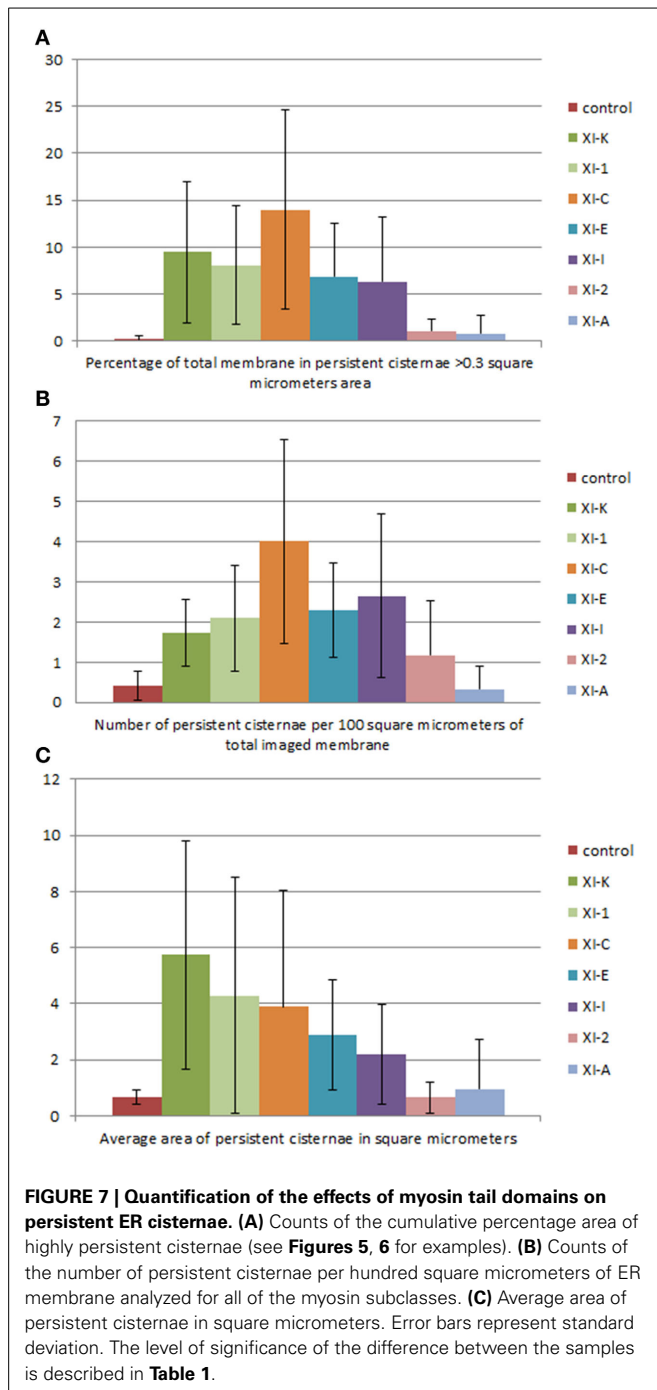 A
30
25
20
15
10
5
0
control
XI-K
XI-1
XI-C
XI-E
XI-I
XI-2
XI-A
Percentage of total membrane in persistent cisternae >0.3 square
micrometers area
B
7
6
5
4
3
2
1
0
control
XI-K
XI-1
XI-C
XI-E
XI-I
XI-2
XI-A
Number of persistent cisternae per 100 square micrometers of
total imaged membrane
C
12
10
8
6
4
2
0
control
XI-K
XI-1
XI-C
XI-E
XI-I
XI-2
XI-A
Average area of persistent cisternae in square micrometers
FIGURE 7 | Quantification of the effects of myosin tail domains on
persistent ER cisternae. (A) Counts of the cumulative percentage area of
highly persistent cisternae (see Figures 5, 6 for examples). (B) Counts of
the number of persistent cisternae per hundred square micrometers of ER
membrane analyzed for all of the myosin subclasses. (C) Average area of
persistent cisternae in square micrometers. Error bars represent standard
deviation. The level of significance of the difference between the samples
is described in Table 1.